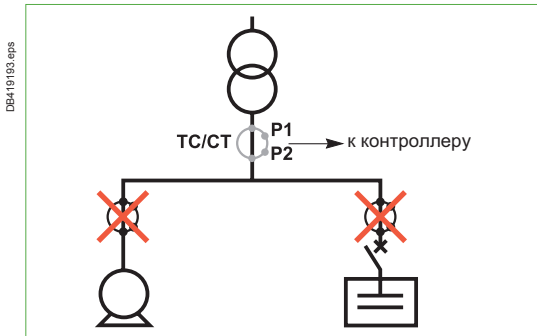 DB419193.eps
P1
TC/CT
к контроллеру
P2